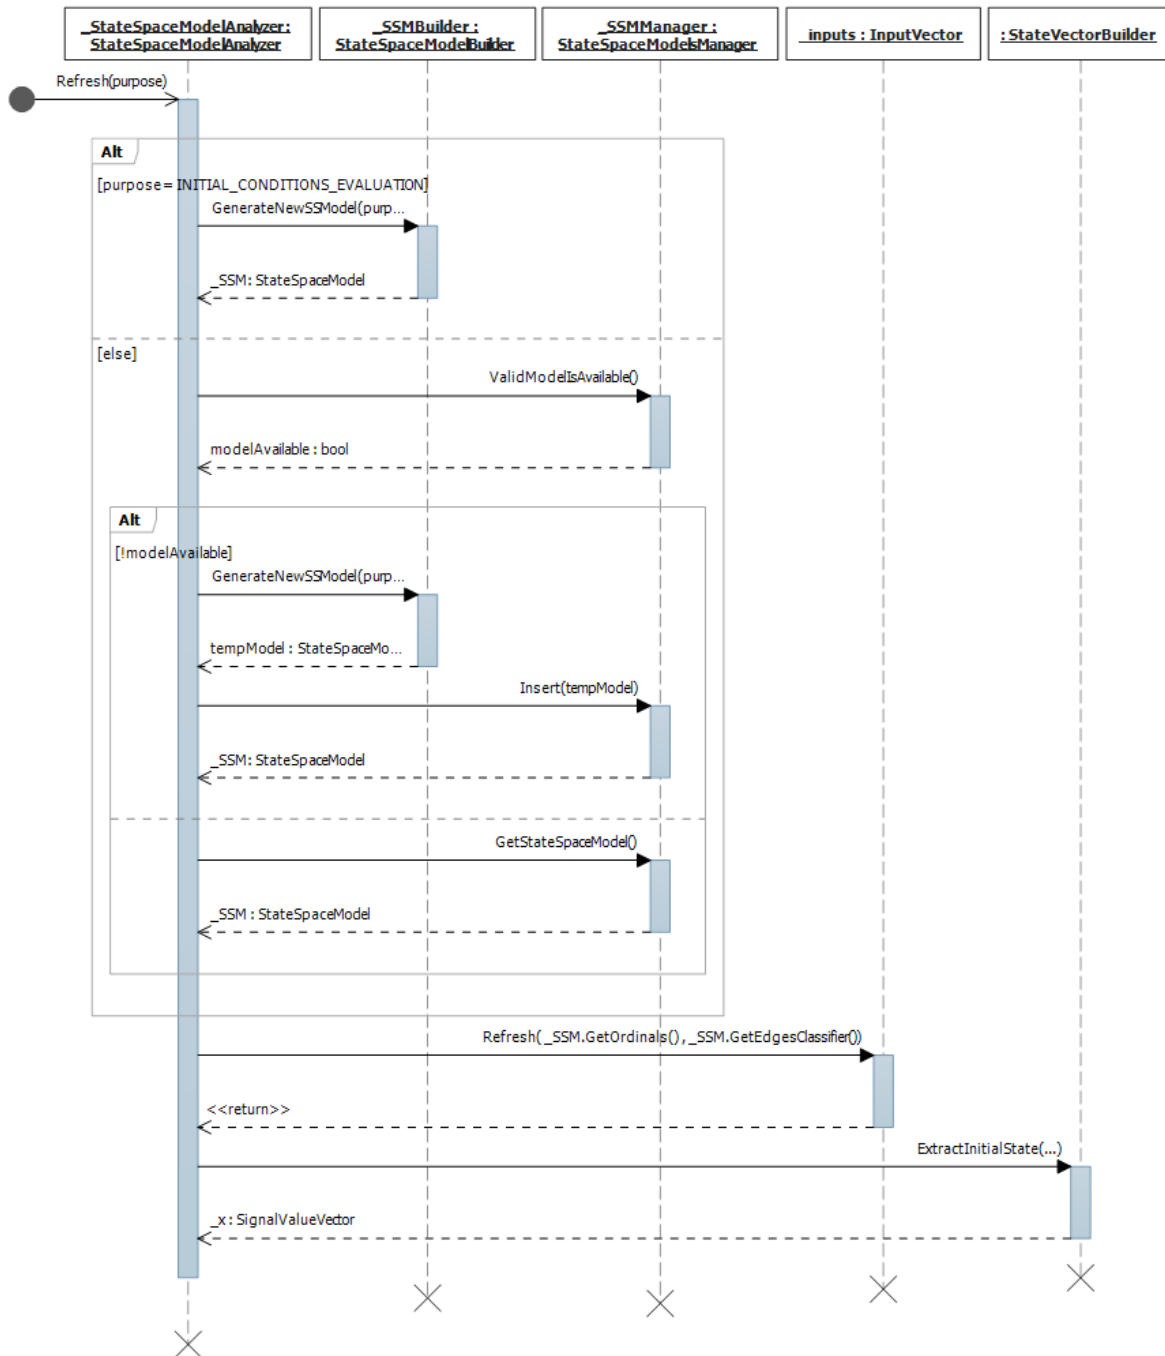 _StateSpaceModelAnalyzer:
StateSpaceModelAnalyzer
_SSMBuilder :
StateSpaceModelBuilder
_SSMManager :
StateSpaceModelsManager
_inputs : InputVector
: StateVectorBuilder
Refresh(purpose)
Alt
[purpose= INITIAL_CONDITIONS_EVALUATION]
GenerateNewSSModel(purp...
_SSM: StateSpaceModel
[else]
ValidModelIsAvailable()
modelAvailable : bool
Alt
[!modelAvailable]
GenerateNewSSModel(purp...
tempModel : StateSpaceMo...
Insert(tempModel)
_SSM: StateSpaceModel
GetStateSpaceModel()
_SSM : StateSpaceModel
Refresh( _SSM.GetOrdinals() , _SSM.GetEdgesClassifier())
<<return>>
ExtractInitialState(...)
_x : SignalValueVector